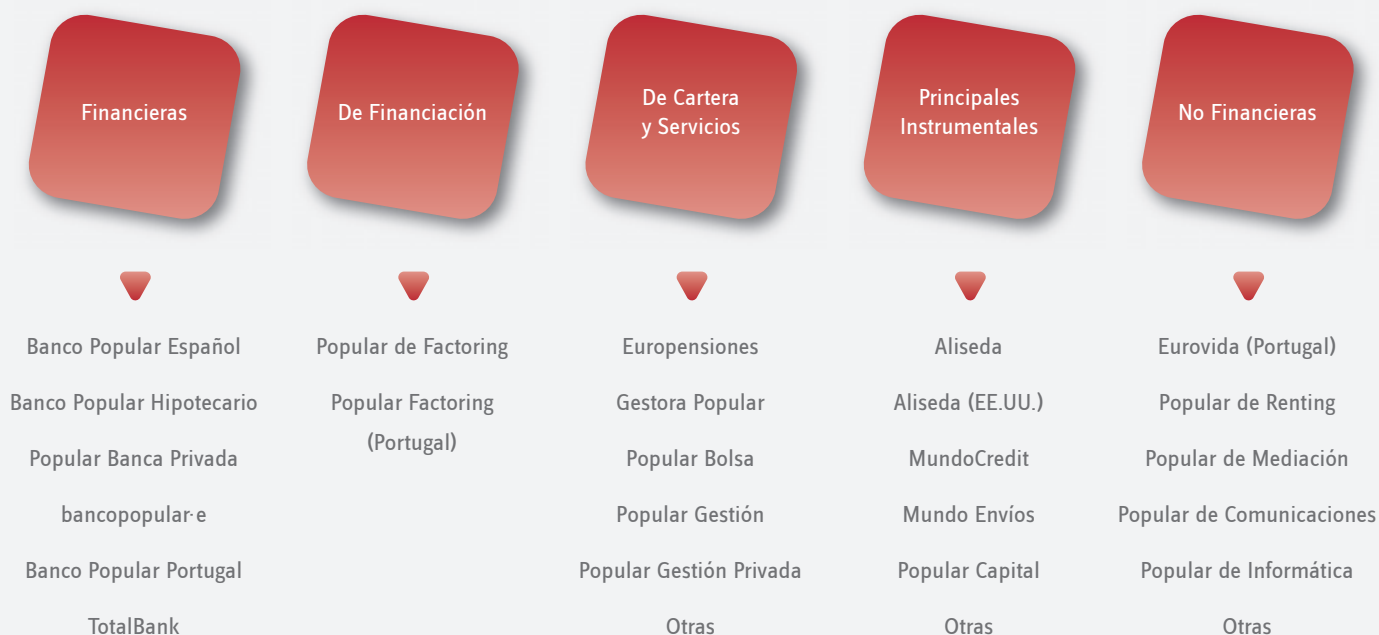 Financieras
De Financiación
De Cartera
y Servicios
Principales
Instrumentales
No Financieras
Banco Popular Español
Banco Popular Hipotecario
Popular Banca Privada
bancopopular·e
Banco Popular Portugal
TotalBank
Popular de Factoring
Popular Factoring
(Portugal)
Europensiones
Gestora Popular
Popular Bolsa
Popular Gestión
Popular Gestión Privada
Otras
Aliseda
Aliseda (EE.UU.)
MundoCredit
Mundo Envíos
Popular Capital
Otras
Eurovida (Portugal)
Popular de Renting
Popular de Mediación
Popular de Comunicaciones
Popular de Informática
Otras